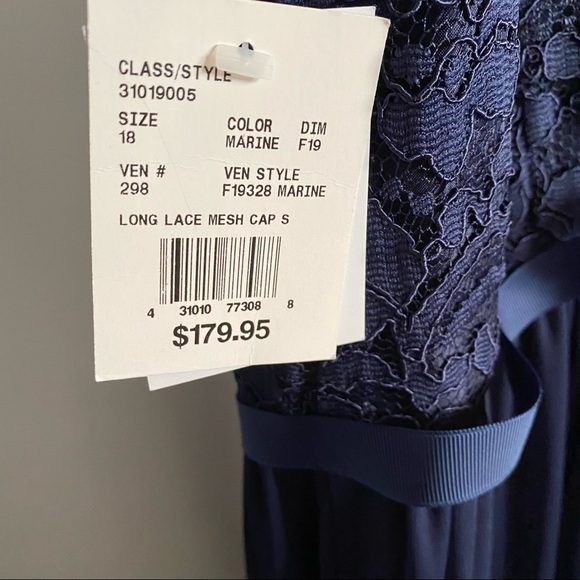 CLASS/STYLE
31019005
SIZE COLOR DIM
18 MARINE F19
VEN # VEN STYLE
298 F19328 MARINE
LONG LACE MESH CAP S
4 31010 77308 8
$179.95